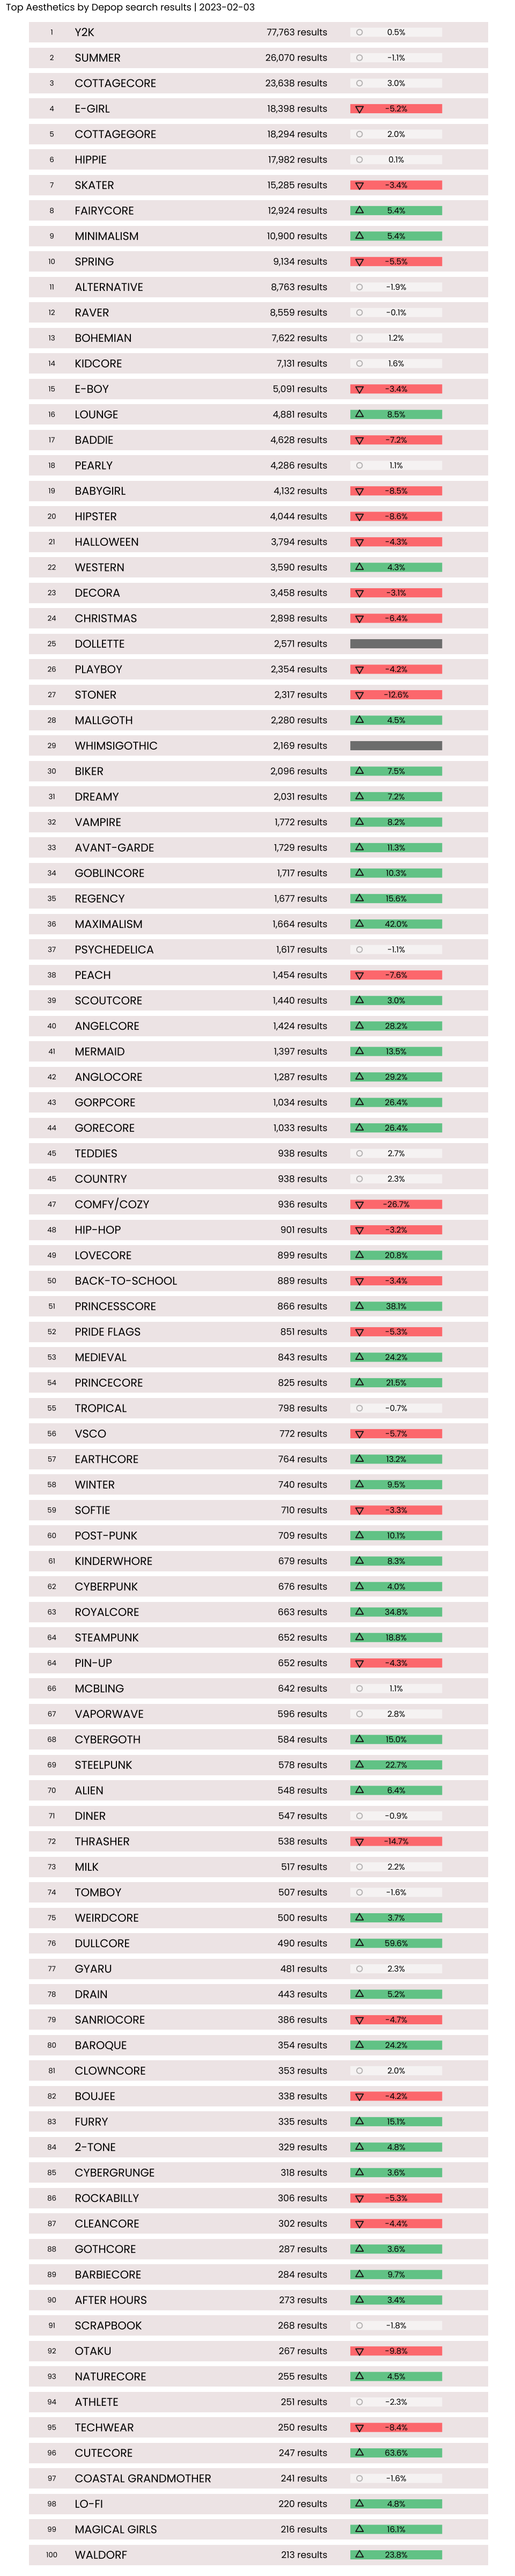 Top Aesthetics by Depop search results | 2023-02-03
1 Y2K 77,763 results 0.5%
2 SUMMER 26,070 results -1.1%
3 COTTAGECORE 23,638 results 3.0%
4 E-GIRL 18,398 results -5.2%
5 COTTAGEGORE 18,294 results 2.0%
6 HIPPIE 17,982 results 0.1%
7 SKATER 15,285 results -3.4%
8 FAIRYCORE 12,924 results 5.4%
9 MINIMALISM 10,900 results 5.4%
10 SPRING 9,134 results -5.5%
11 ALTERNATIVE 8,763 results -1.9%
12 RAVER 8,559 results -0.1%
13 BOHEMIAN 7,622 results 1.2%
14 KIDCORE 7,131 results 1.6%
15 E-BOY 5,091 results -3.4%
16 LOUNGE 4,881 results 8.5%
17 BADDIE 4,628 results -7.2%
18 PEARLY 4,286 results 1.1%
19 BABYGIRL 4,132 results -8.5%
20 HIPSTER 4,044 results -8.6%
21 HALLOWEEN 3,794 results -4.3%
22 WESTERN 3,590 results 4.3%
23 DECORA 3,458 results -3.1%
24 CHRISTMAS 2,898 results -6.4%
25 DOLLETTE 2,571 results
26 PLAYBOY 2,354 results -4.2%
27 STONER 2,317 results -12.6%
28 MALLGOTH 2,280 results 4.5%
29 WHIMSIGOTHIC 2,169 results
30 BIKER 2,096 results 7.5%
31 DREAMY 2,031 results 7.2%
32 VAMPIRE 1,772 results 8.2%
33 AVANT-GARDE 1,729 results 11.3%
34 GOBLINCORE 1,717 results 10.3%
35 REGENCY 1,677 results 15.6%
36 MAXIMALISM 1,664 results 42.0%
37 PSYCHEDELICA 1,617 results -1.1%
38 PEACH 1,454 results -7.6%
39 SCOUTCORE 1,440 results 3.0%
40 ANGELCORE 1,424 results 28.2%
41 MERMAID 1,397 results 13.5%
42 ANGLOCORE 1,287 results 29.2%
43 GORPCORE 1,034 results 26.4%
44 GORECORE 1,033 results 26.4%
45 TEDDIES 938 results 2.7%
45 COUNTRY 938 results 2.3%
47 COMFY/COZY 936 results -26.7%
48 HIP-HOP 901 results -3.2%
49 LOVECORE 899 results 20.8%
50 BACK-TO-SCHOOL 889 results -3.4%
51 PRINCESSCORE 866 results 38.1%
52 PRIDE FLAGS 851 results -5.3%
53 MEDIEVAL 843 results 24.2%
54 PRINCECORE 825 results 21.5%
55 TROPICAL 798 results -0.7%
56 VSCO 772 results -5.7%
57 EARTHCORE 764 results 13.2%
58 WINTER 740 results 9.5%
59 SOFTIE 710 results -3.3%
60 POST-PUNK 709 results 10.1%
61 KINDERWHORE 679 results 8.3%
62 CYBERPUNK 676 results 4.0%
63 ROYALCORE 663 results 34.8%
64 STEAMPUNK 652 results 18.8%
64 PIN-UP 652 results -4.3%
66 MCBLING 642 results 1.1%
67 VAPORWAVE 596 results 2.8%
68 CYBERGOTH 584 results 15.0%
69 STEELPUNK 578 results 22.7%
70 ALIEN 548 results 6.4%
71 DINER 547 results -0.9%
72 THRASHER 538 results -14.7%
73 MILK 517 results 2.2%
74 TOMBOY 507 results -1.6%
75 WEIRDCORE 500 results 3.7%
76 DULLCORE 490 results 59.6%
77 GYARU 481 results 2.3%
78 DRAIN 443 results 5.2%
79 SANRIOCORE 386 results -4.7%
80 BAROQUE 354 results 24.2%
81 CLOWNCORE 353 results 2.0%
82 BOUJEE 338 results -4.2%
83 FURRY 335 results 15.1%
84 2-TONE 329 results 4.8%
85 CYBERGRUNGE 318 results 3.6%
86 ROCKABILLY 306 results -5.3%
87 CLEANCORE 302 results -4.4%
88 GOTHCORE 287 results 3.6%
89 BARBIECORE 284 results 9.7%
90 AFTER HOURS 273 results 3.4%
91 SCRAPBOOK 268 results -1.8%
92 OTAKU 267 results -9.8%
93 NATURECORE 255 results 4.5%
94 ATHLETE 251 results -2.3%
95 TECHWEAR 250 results -8.4%
96 CUTECORE 247 results 63.6%
97 COASTAL GRANDMOTHER 241 results -1.6%
98 LO-FI 220 results 4.8%
99 MAGICAL GIRLS 216 results 16.1%
100 WALDORF 213 results 23.8%